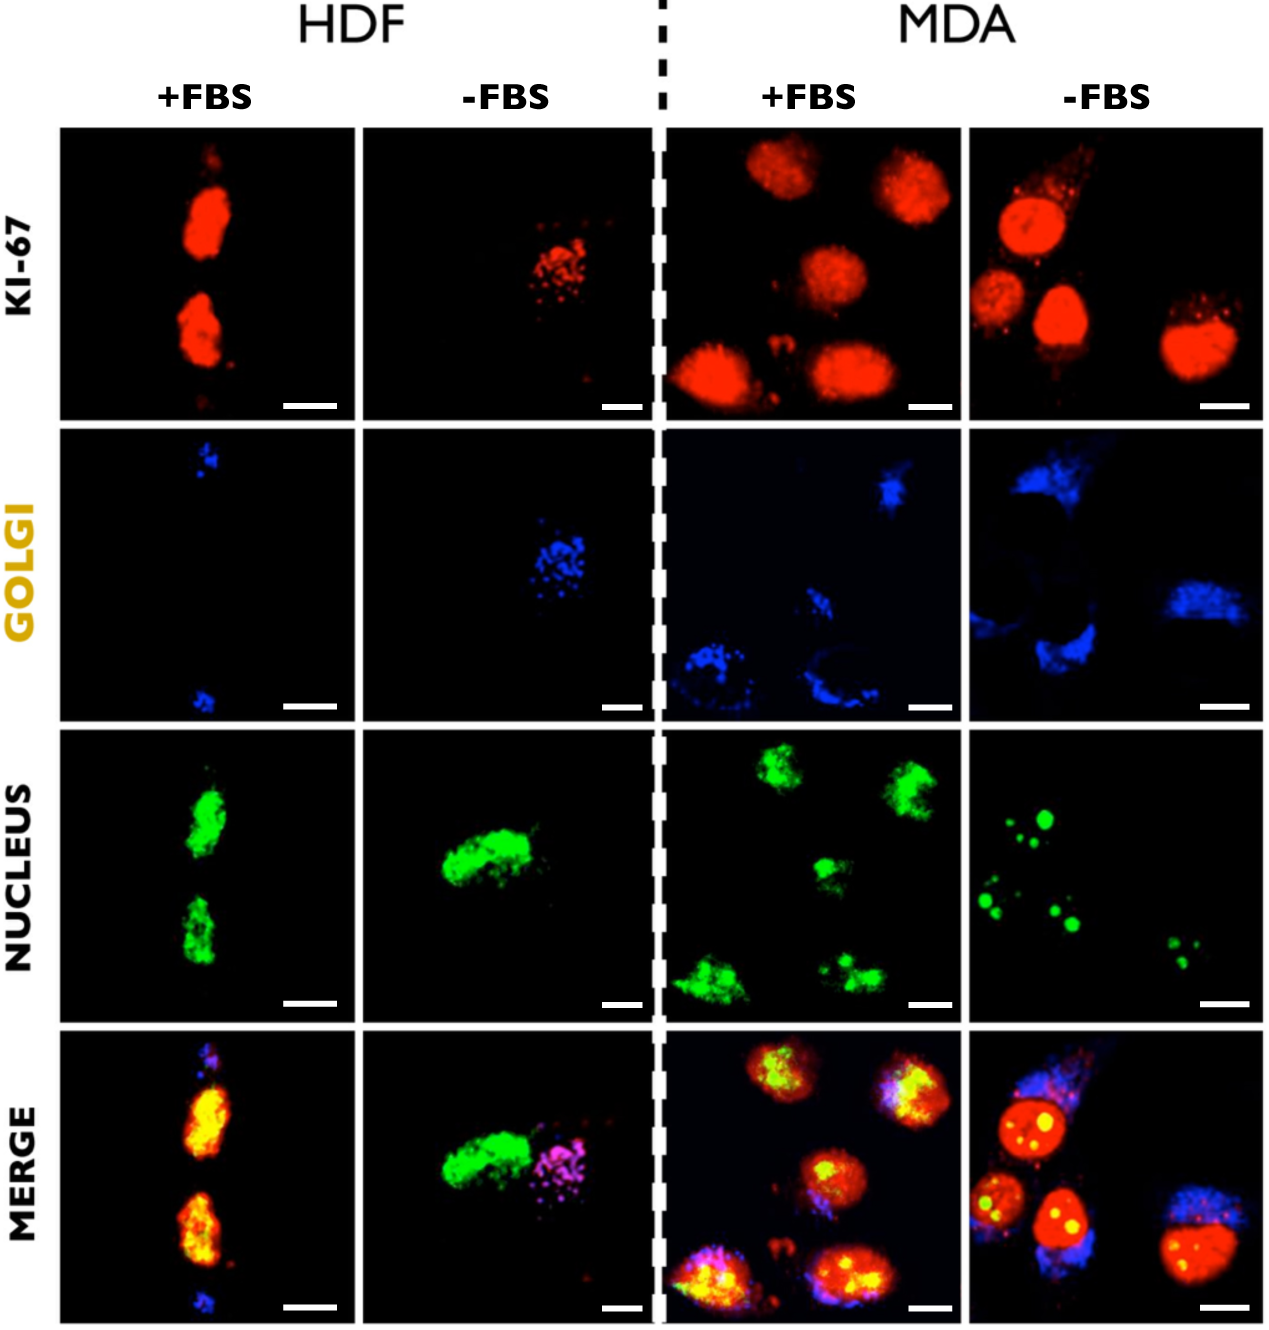 HDF MDA
+FBS -FBS +FBS -FBS
KI-67
GOLGI
NUCLEUS
MERGE